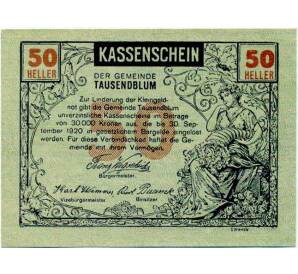 50 KASSENSCHEIN 50
HELLER DER GEMEINDE HELLER
TAUSENDBLUM
Zur Linderung der Kleingeld-
not gibt die Gemeinde Tausendblum
unverzinsliche Kassenscheine im Betrage
von 30.000 Kronen aus, die bis 30. Sep-
tember 1920 in gesetzlichem Bargelde eingelöst
werden. Für diese Verbindlichkeit haftet die Ge-
meinde mit ihrem Vermögen.
Bürgermeister.
Karl
Vizebürgermeister Beisitzer